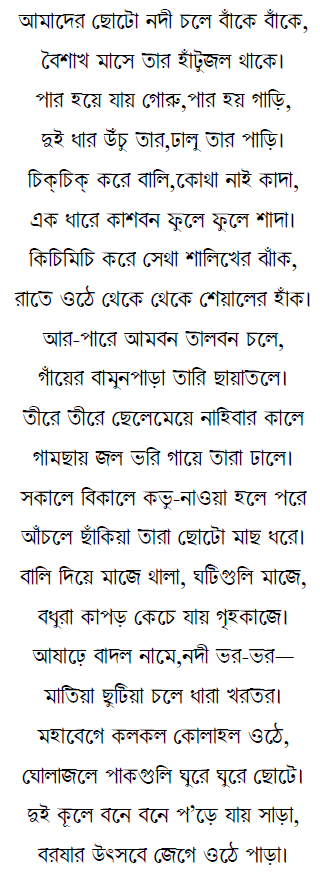 আমাদের ছোটো নদী চলে বাঁকে বাঁকে,
বৈশাখ মাসে তার হাঁটুজল থাকে।
পার হয়ে যায় গোরু,পার হয় গাড়ি,
দুই ধার উঁচু তার,ঢালু তার পাড়ি।
চিক্‌চিক্‌ করে বালি,কোথা নাই কাদা,
এক ধারে কাশবন ফুলে ফুলে শাদা।
কিচিমিচি করে সেথা শালিখের ঝাঁক,
রাতে ওঠে থেকে থেকে শেয়ালের হাঁক।
আর-পারে আমবন তালবন চলে,
গাঁয়ের বামুনপাড়া তারি ছায়াতলে।
তীরে তীরে ছেলেমেয়ে নাহিবার কালে
গামছায় জল ভরি গায়ে তারা ঢালে।
সকালে বিকালে কভু-নাওয়া হলে পরে
আঁচলে ছাঁকিয়া তারা ছোটো মাছ ধরে।
বালি দিয়ে মাজে থালা, ঘটিগুলি মাজে,
বধুরা কাপড় কেচে যায় গৃহকাজে।
আষাঢ়ে বাদল নামে,নদী ভর-ভর—
মাতিয়া ছুটিয়া চলে ধারা খরতর।
মহাবেগে কলকল কোলাহল ওঠে,
ঘোলাজলে পাকগুলি ঘুরে ঘুরে ছোটে।
দুই কূলে বনে বনে প'ড়ে যায় সাড়া,
বরষার উৎসবে জেগে ওঠে পাড়া।